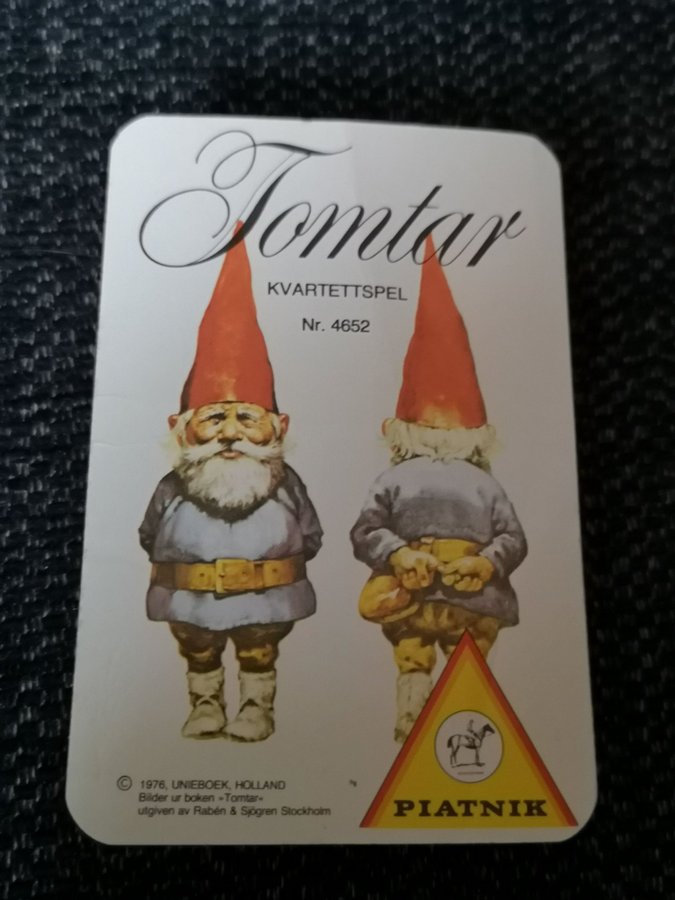 Tomtar
KVARTETTSPEL
Nr. 4652
© 1976, UNIEBOEK, HOLLAND
Bilder ur boken »Tomtar«
utgiven av Rabén & Sjögren Stockholm
PIATNIK